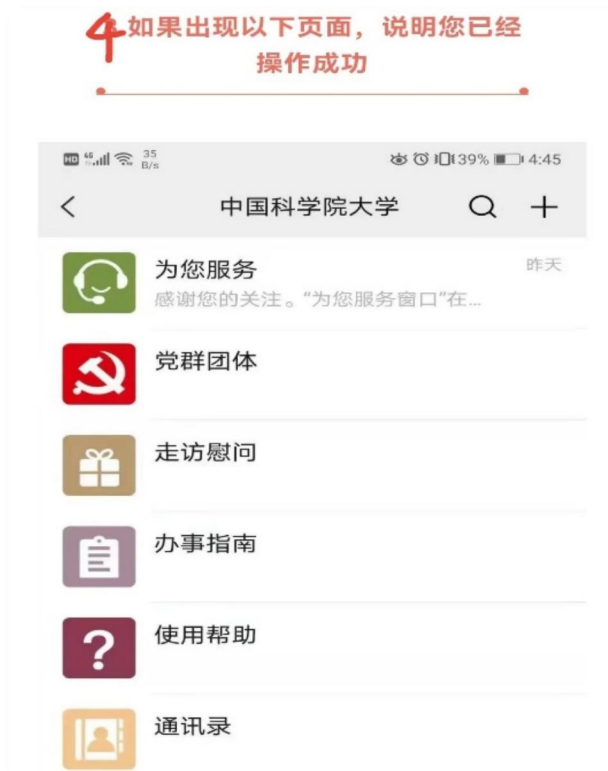 4.如果出现以下页面，说明您已经
操作成功
HD 4G 35 B/s 39% 4:45
中国科学院大学
为您服务 昨天
感谢您的关注。“为您服务窗口”在...
党群团体
走访慰问
办事指南
使用帮助
?
通讯录